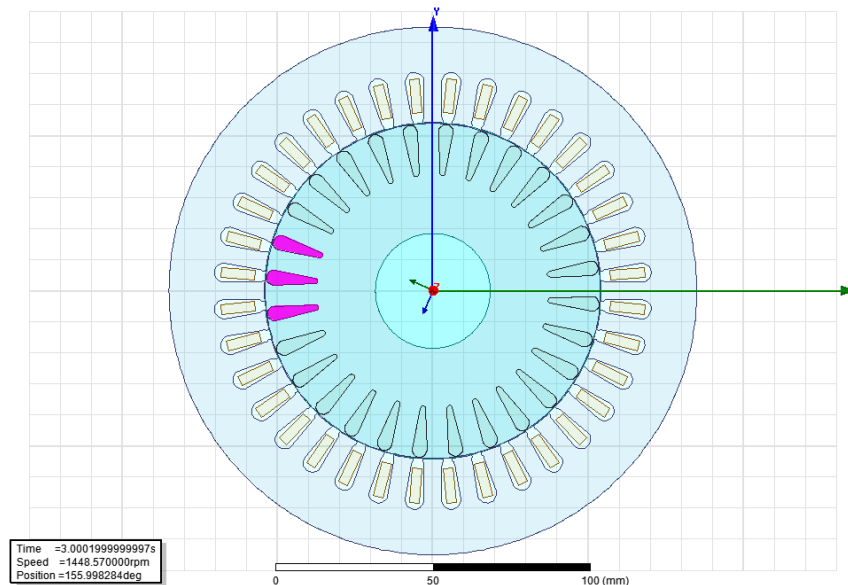 Y
Z
Time =3.0001999999997s
Speed =1448.570000rpm
Position =155.998284deg
0 50 100 (mm)